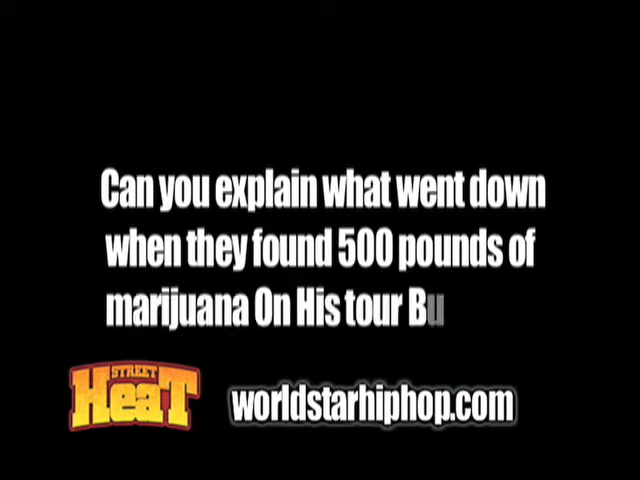 Can you explain what went down
when they found 500 pounds of
marijuana On His tour Bu
STREET
HeaT
worldstarhiphop.com